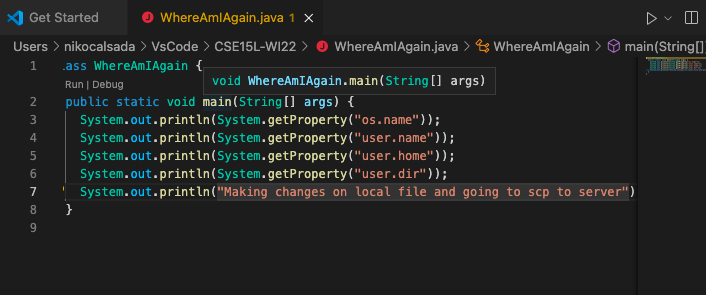 Get Started
WhereAmIAgain.java 1
Users > nikocalsada > VsCode > CSE15L-WI22 > WhereAmIAgain.java > WhereAmIAgain > main(String[]
1 ass WhereAmIAgain {
void WhereAmIAgain.main(String[] args)
Run | Debug
2 public static void main(String[] args) {
3 System.out.println(System.getProperty("os.name"));
4 System.out.println(System.getProperty("user.name"));
5 System.out.println(System.getProperty("user.home"));
6 System.out.println(System.getProperty("user.dir"));
7 System.out.println("Making changes on local file and going to scp to server")
8 }
9